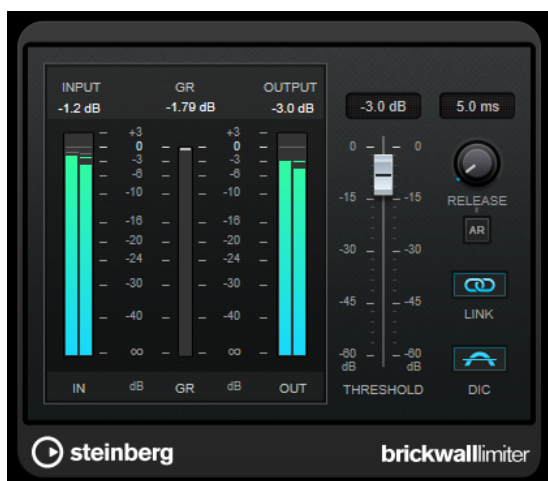 INPUT GR OUTPUT
-1.2 dB -1.79 dB -3.0 dB
-3.0 dB 5.0 ms
+3 +3
0 0
-3 -3
-6 -6
-10 -10
-16 -16
-20 -20
-24 -24
-30 -30
-40 -40
∞ ∞
IN dB GR dB OUT
0 0
-15 -15
-30 -30
-45 -45
-60 -60
dB dB
THRESHOLD
RELEASE
AR
LINK
DIC
steinberg
brickwalllimiter